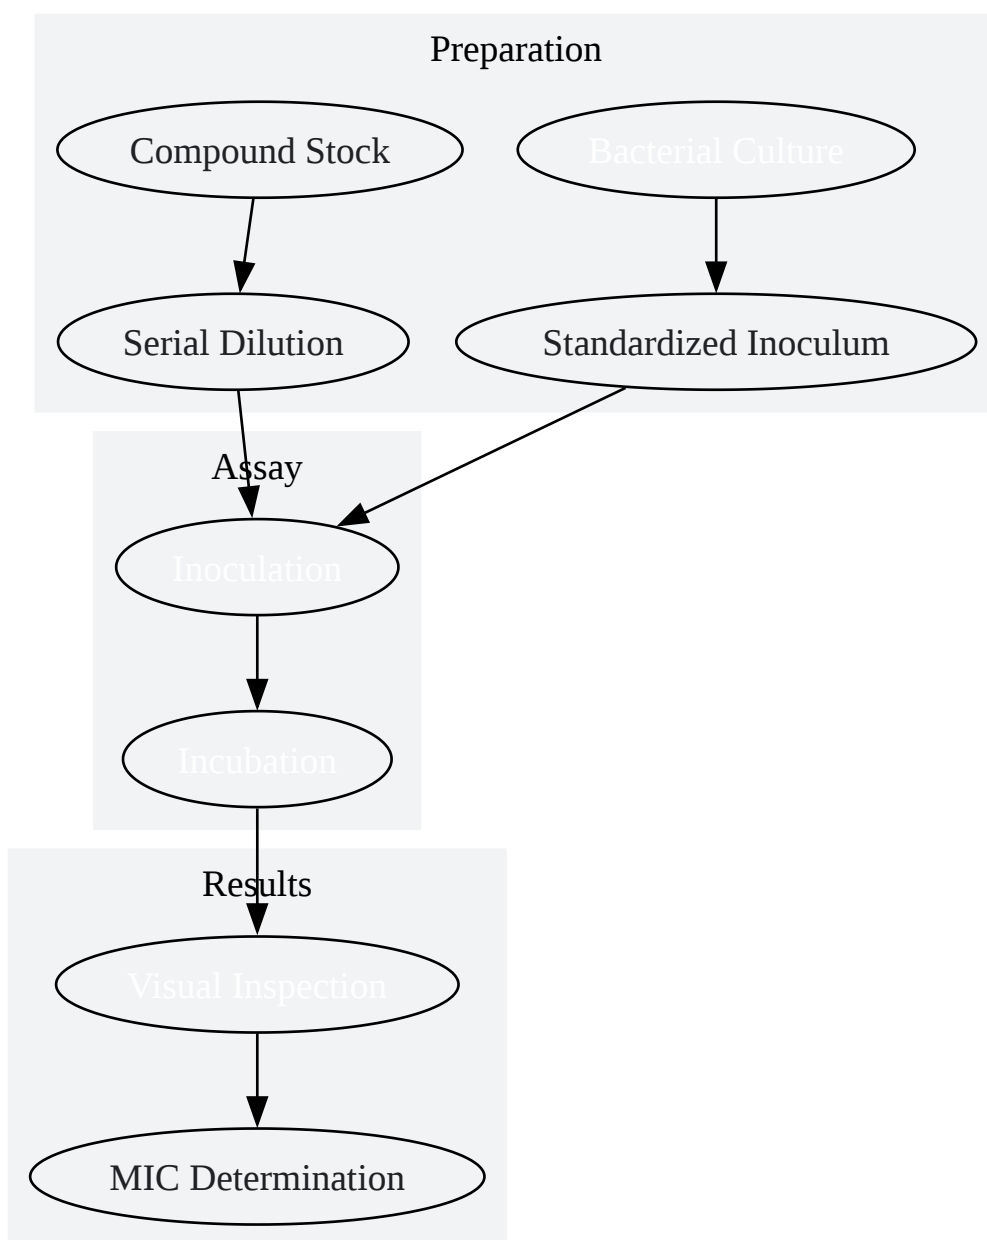 Preparation
Compound Stock
Bacterial Culture
Serial Dilution
Standardized Inoculum
Assay
Inoculation
Incubation
Results
Visual Inspection
MIC Determination